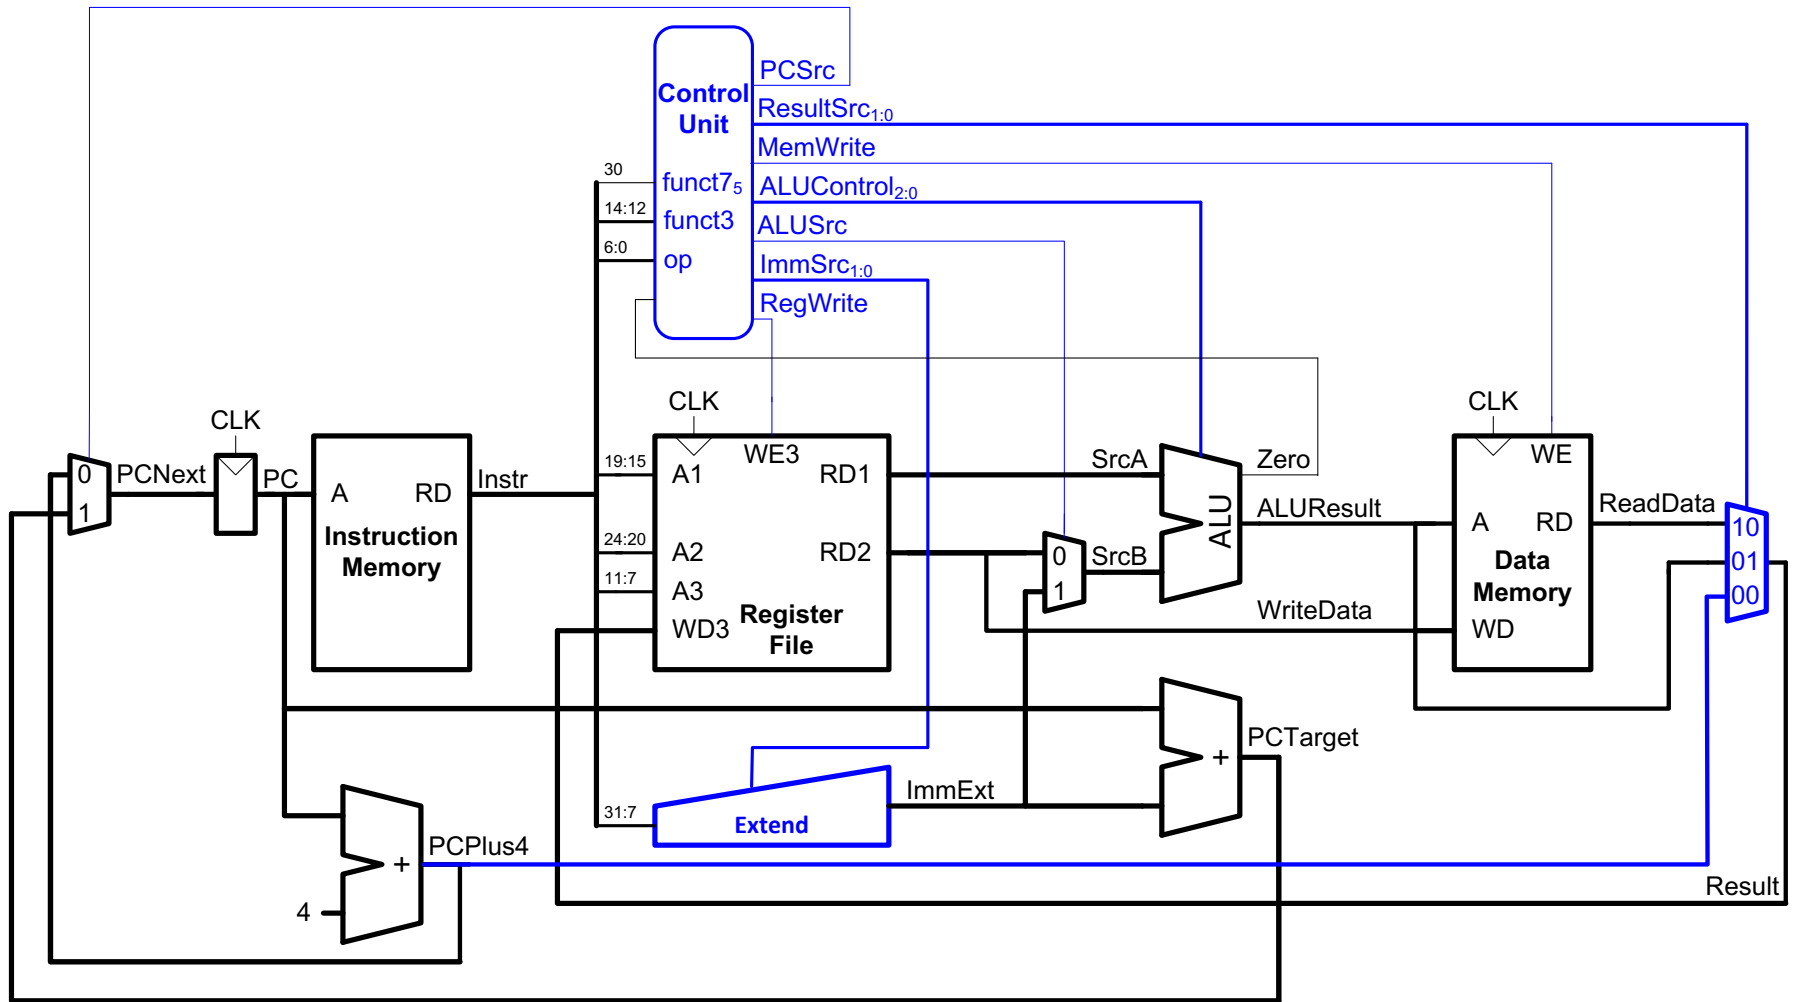 PCSrc
Control
Unit
ResultSrc1:0
MemWrite
30
funct75
ALUControl2:0
14:12
funct3
ALUSrc
6:0
op
ImmSrc1:0
RegWrite
CLK
CLK
CLK
0
1
PCNext
PC
A
RD
Instruction
Memory
Instr
19:15
A1
WE3
RD1
24:20
A2
RD2
11:7
A3
WD3
Register
File
SrcA
0
1
SrcB
ALU
Zero
ALUResult
WriteData
WE
A
RD
Data
Memory
WD
ReadData
10
01
00
+
PCTarget
31:7
Extend
ImmExt
+
PCPlus4
4
Result